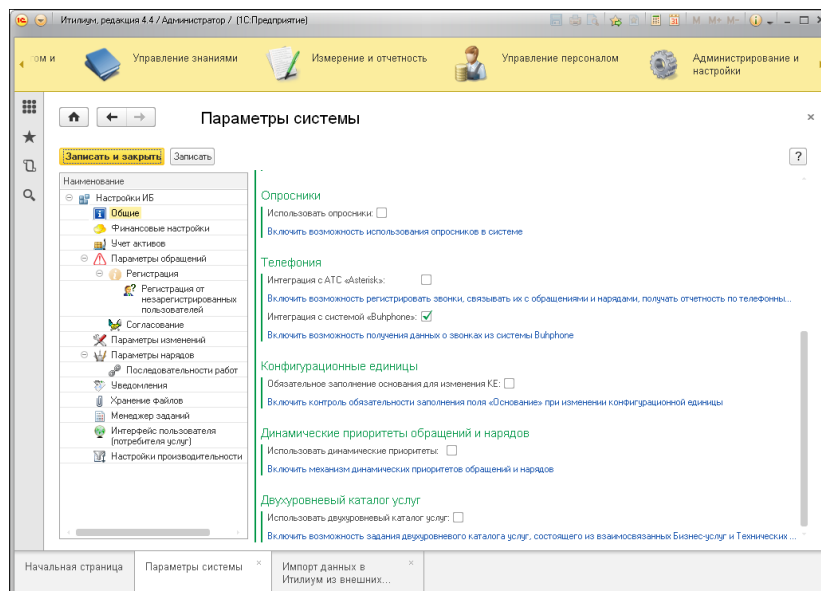 Итилиум, редакция 4.4 / Администратор / (1С:Предприятие)
M M+ M-
том и
Управление знаниями
Измерение и отчетность
Управление персоналом
Администрирование и
настройки
Параметры системы
Записать и закрыть
Записать
?
Наименование
Настройки ИБ
Общие
Финансовые настройки
Учет активов
Параметры обращений
Регистрация
Регистрация от
незарегистрированных
пользователей
Согласование
Параметры изменений
Параметры нарядов
Последовательности работ
Уведомления
Хранение файлов
Менеджер заданий
Интерфейс пользователя
(потребителя услуг)
Настройки производительности
Опросники
Использовать опросники:
Включить возможность использования опросников в системе
Телефония
Интеграция с АТС «Asterisk»:
Включить возможность регистрировать звонки, связывать их с обращениями и нарядами, получать отчетность по телефонны...
Интеграция с системой «Buhphone»:
Включить возможность получения данных о звонках из системы Buhphone
Конфигурационные единицы
Обязательное заполнение основания для изменения КЕ:
Включить контроль обязательности заполнения поля «Основание» при изменении конфигурационной единицы
Динамические приоритеты обращений и нарядов
Использовать динамические приоритеты:
Включить механизм динамических приоритетов обращений и нарядов
Двухуровневый каталог услуг
Использовать двухуровневый каталог услуг:
Включить возможность задания двухуровневого каталога услуг, состоящего из взаимосвязанных Бизнес-услуг и Технических ...
Начальная страница
Параметры системы
Импорт данных в
Итилиум из внешних...